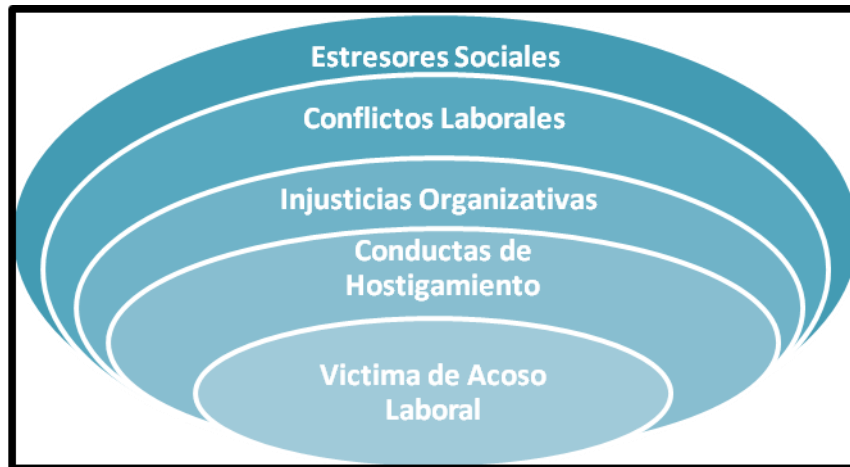 Estresores Sociales
Conflictos Laborales
Injusticias Organizativas
Conductas de
Hostigamiento
Victima de Acoso
Laboral